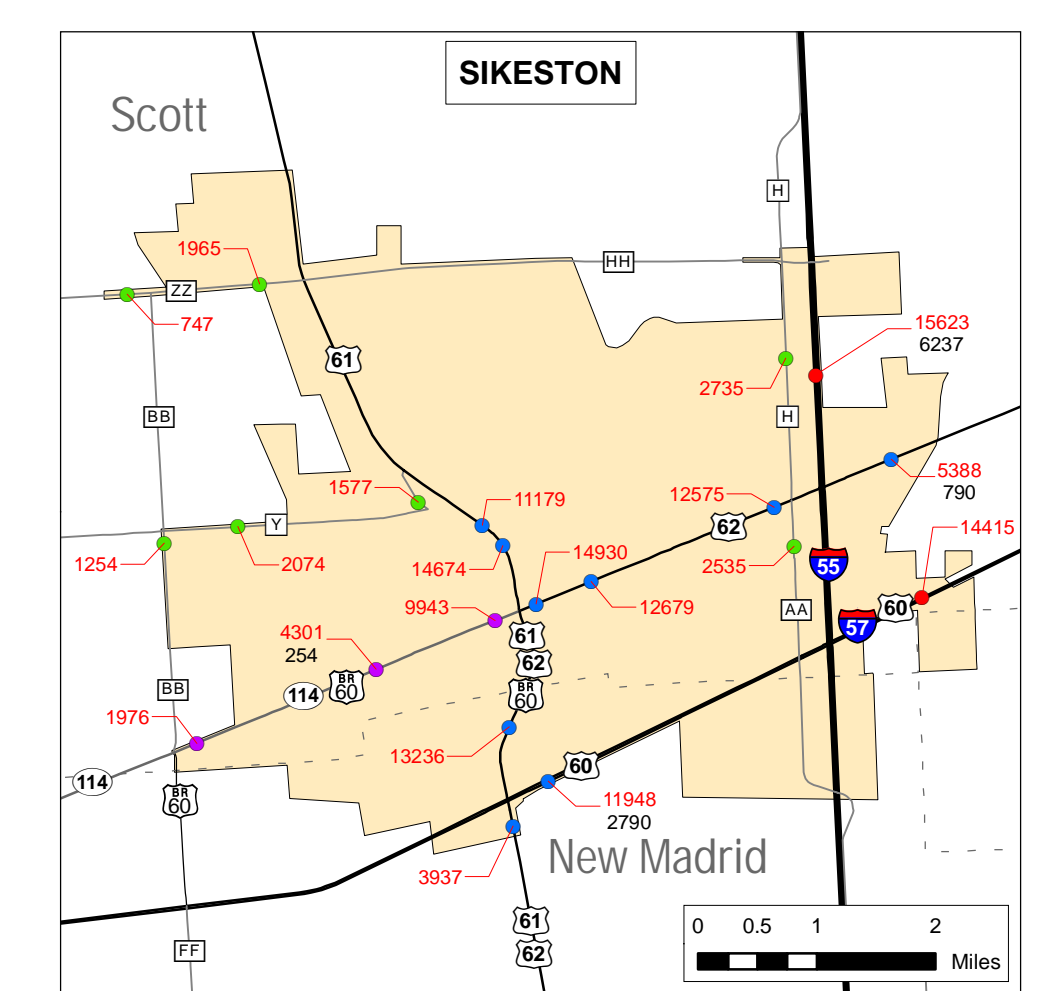 SIKESTON
Scott
H
1965
HH
ZZ
747
15623
6237
61
2735
BB
H
5388
790
1577
11179
12575
62
14415
Y
1254
2074
14674
14930
2535
55
9943
12679
60
AA
57
4301
254
61
62
BR
60
BR
60
BB
114
1976
13236
60
114
BR
60
11948
2790
New Madrid
3937
61
62
FF
0 0.5 1 2
Miles